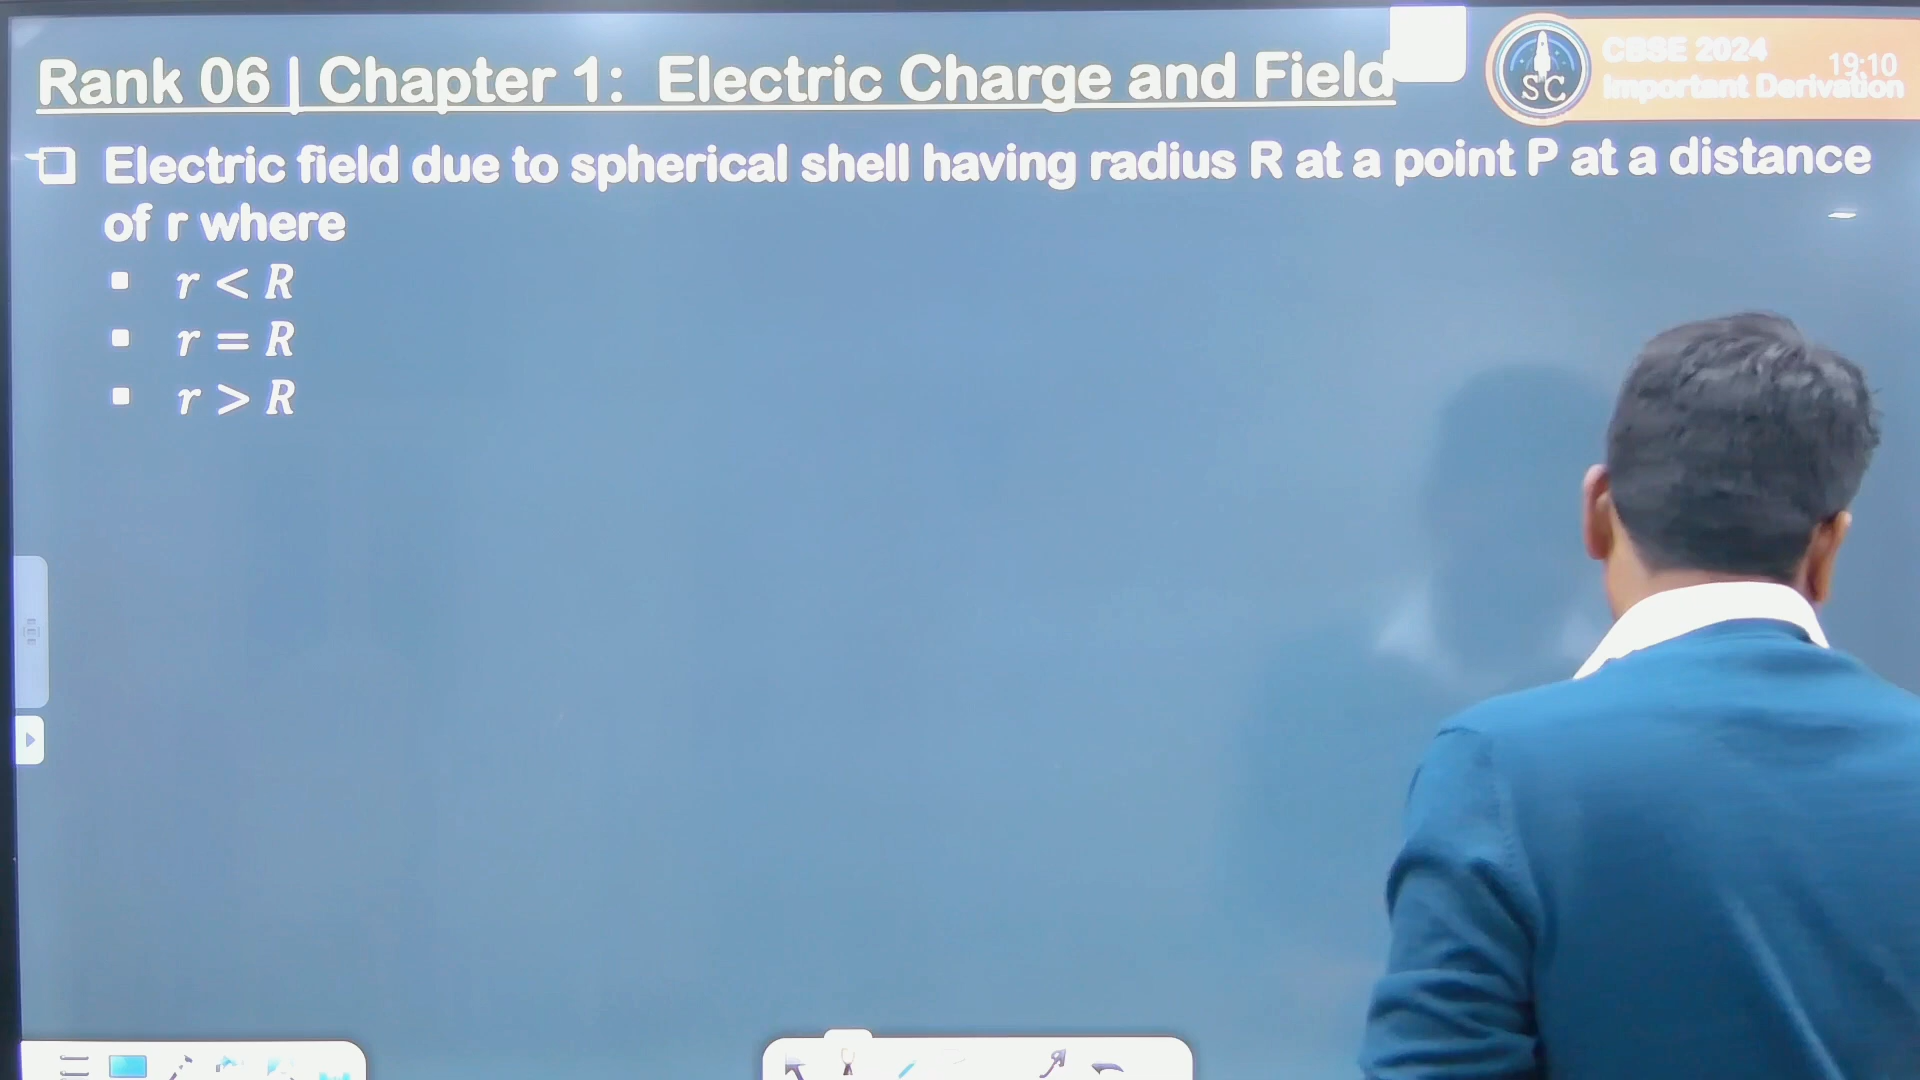 Rank 06 | Chapter 1: Electric Charge and Field
SC
CBSE 2024
19:10
Important Derivation
❑ Electric field due to spherical shell having radius R at a point P at a distance
of r where
▪ r < R
▪ r = R
▪ r > R